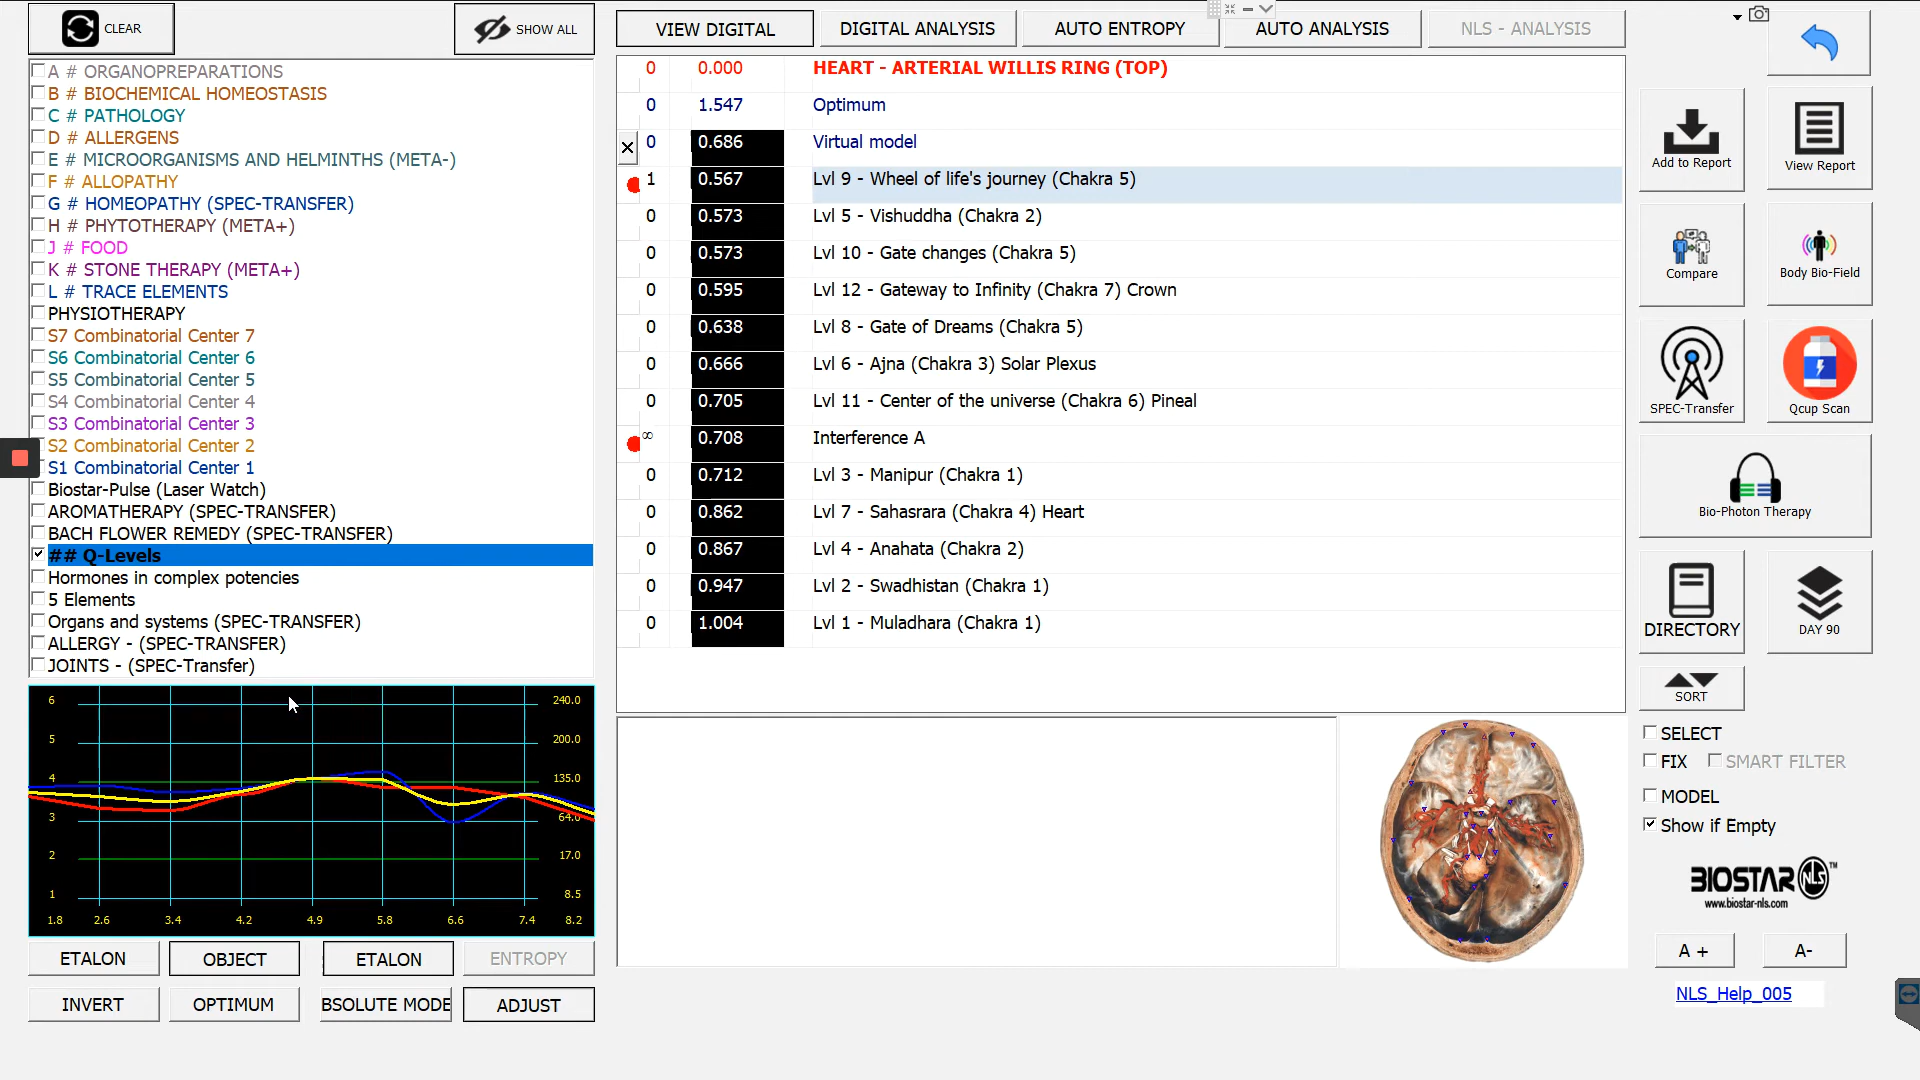 CLEAR
SHOW ALL
A # ORGANOPREPARATIONS
B # BIOCHEMICAL HOMEOSTASIS
C # PATHOLOGY
D # ALLERGENS
E # MICROORGANISMS AND HELMINTHS (META-)
F # ALLOPATHY
G # HOMEOPATHY (SPEC-TRANSFER)
H # PHYTOTHERAPY (META+)
J # FOOD
K # STONE THERAPY (META+)
L # TRACE ELEMENTS
PHYSIOTHERAPY
S7 Combinatorial Center 7
S6 Combinatorial Center 6
S5 Combinatorial Center 5
S4 Combinatorial Center 4
S3 Combinatorial Center 3
S2 Combinatorial Center 2
S1 Combinatorial Center 1
Biostar-Pulse (Laser Watch)
AROMATHERAPY (SPEC-TRANSFER)
BACH FLOWER REMEDY (SPEC-TRANSFER)
## Q-Levels
Hormones in complex potencies
5 Elements
Organs and systems (SPEC-TRANSFER)
ALLERGY - (SPEC-TRANSFER)
JOINTS - (SPEC-Transfer)
6 240.0
5 200.0
4 135.0
3 64.0
2 17.0
1 8.5
1.8 2.6 3.4 4.2 4.9 5.8 6.6 7.4 8.2
ETALON OBJECT ETALON ENTROPY
INVERT OPTIMUM BSOLUTE MODE ADJUST
VIEW DIGITAL DIGITAL ANALYSIS AUTO ENTROPY AUTO ANALYSIS NLS - ANALYSIS
0 0.000 HEART - ARTERIAL WILLIS RING (TOP)
0 1.547 Optimum
0 0.686 Virtual model
1 0.567 Lvl 9 - Wheel of life's journey (Chakra 5)
0 0.573 Lvl 5 - Vishuddha (Chakra 2)
0 0.573 Lvl 10 - Gate changes (Chakra 5)
0 0.595 Lvl 12 - Gateway to Infinity (Chakra 7) Crown
0 0.638 Lvl 8 - Gate of Dreams (Chakra 5)
0 0.666 Lvl 6 - Ajna (Chakra 3) Solar Plexus
0 0.705 Lvl 11 - Center of the universe (Chakra 6) Pineal
∞ 0.708 Interference A
0 0.712 Lvl 3 - Manipur (Chakra 1)
0 0.862 Lvl 7 - Sahasrara (Chakra 4) Heart
0 0.867 Lvl 4 - Anahata (Chakra 2)
0 0.947 Lvl 2 - Swadhistan (Chakra 1)
0 1.004 Lvl 1 - Muladhara (Chakra 1)
Add to Report
View Report
Compare
Body Bio-Field
SPEC-Transfer
Qcup Scan
Bio-Photon Therapy
DIRECTORY
DAY 90
SORT
SELECT
FIX SMART FILTER
MODEL
Show if Empty
BIOSTAR NLS ™
www.biostar-nls.com
A + A-
NLS_Help_005